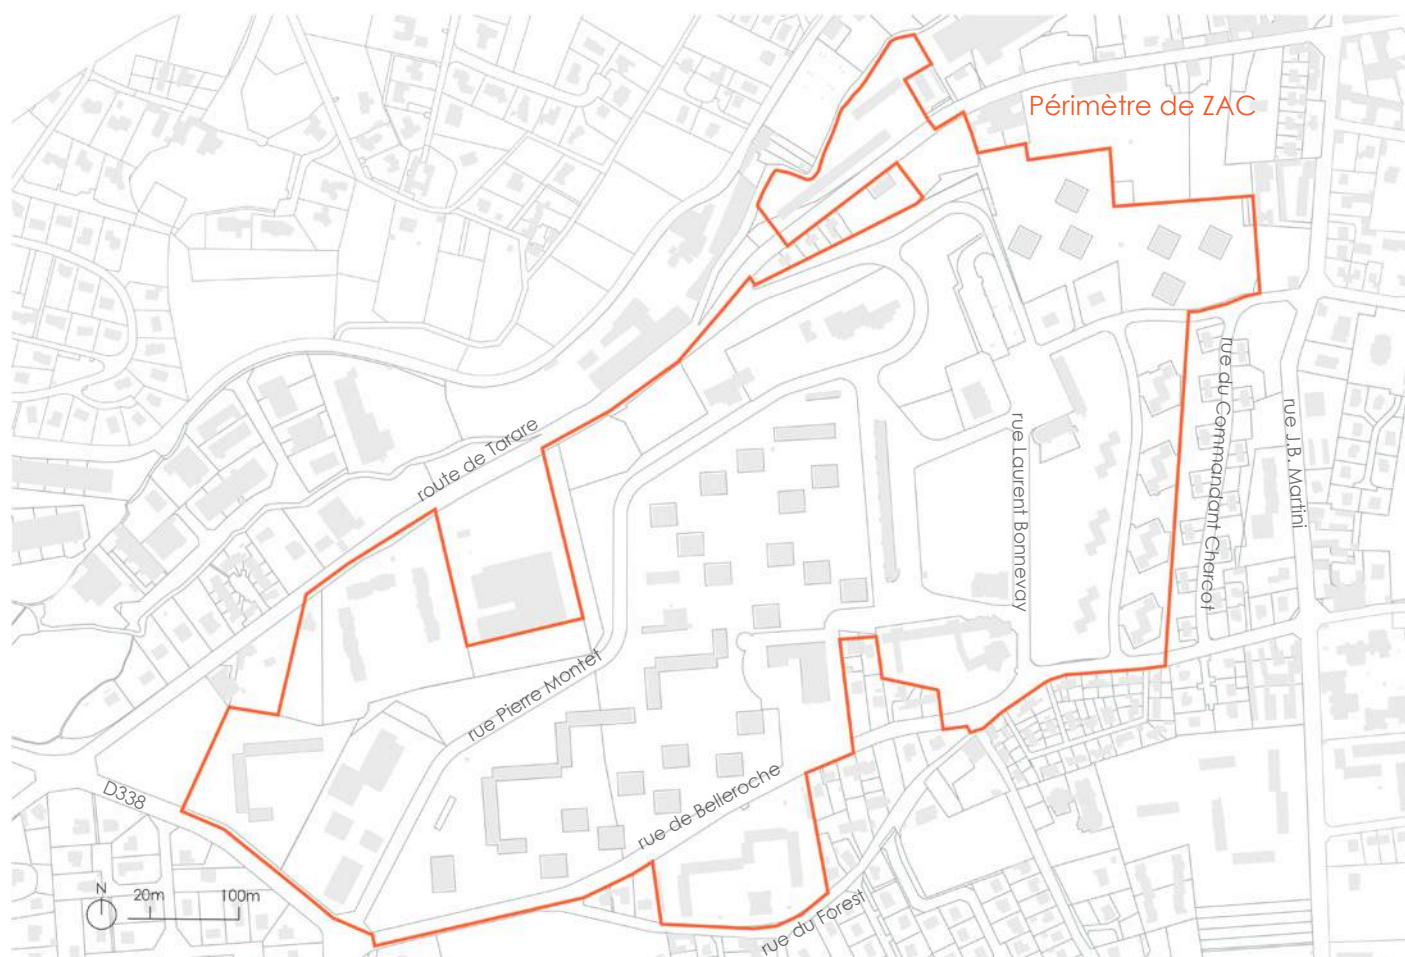 Périmètre de ZAC
rue du Commandant Charcot
rue J.B. Martini
route de Tarare
rue Laurent Bonnevay
rue Pierre Montet
D338
rue de Belleroche
N
20m
100m
rue du Forest